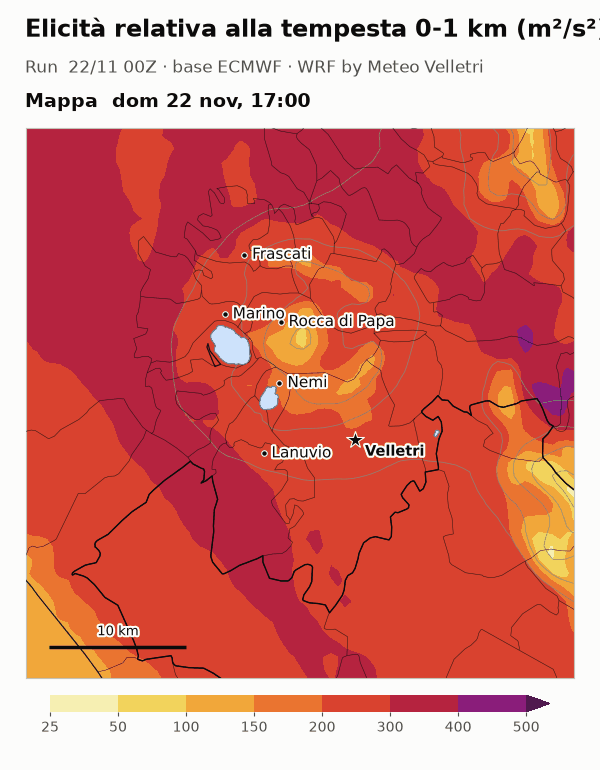 Elicità relativa alla tempesta 0-1 km (m²/s²)
Run  22/11 00Z · base ECMWF · WRF by Meteo Velletri
Mappa  dom 22 nov, 17:00
Frascati
Marino
Rocca di Papa
Nemi
Velletri
Lanuvio
10 km
25 50 100 150 200 300 400 500